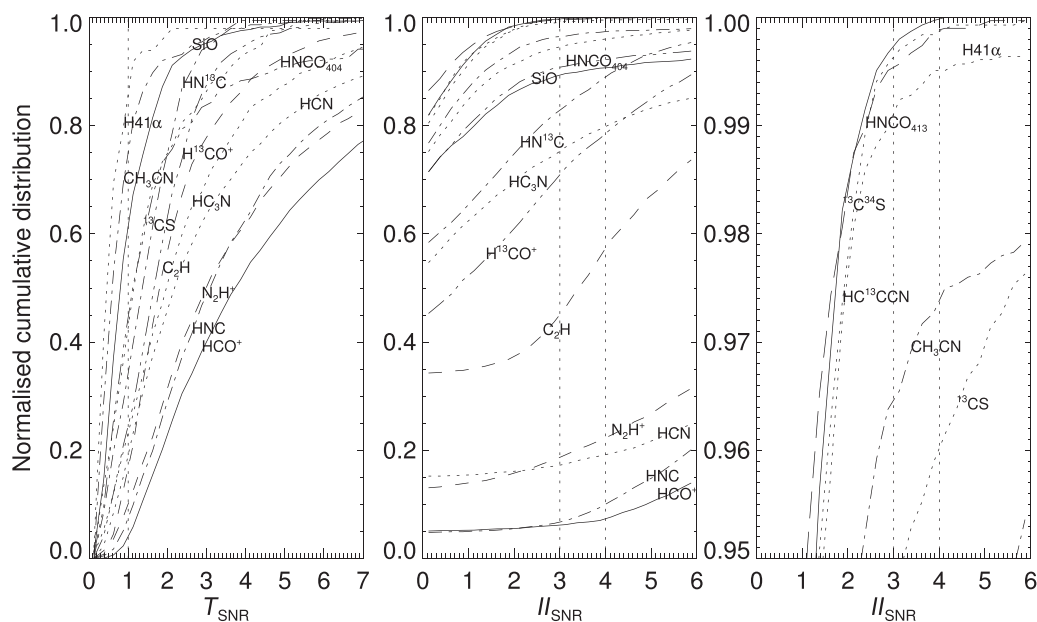 Normalised cumulative distribution
1.0
0.8
0.6
0.4
0.2
0.0
SiO
HN¹³C
HNCO₄₀₄
HCN
H41α
H¹³CO⁺
CH₃CN
HC₃N
¹³CS
C₂H
N₂H⁺
HNC
HCO⁺
0 1 2 3 4 5 6 7
T_SNR
1.0
0.8
0.6
0.4
0.2
0.0
HNCO₄₀₄
SiO
HN¹³C
HC₃N
H¹³CO⁺
C₂H
N₂H⁺
HCN
HNC
HCO⁺
0 1 2 3 4 5 6
II_SNR
1.00
0.99
0.98
0.97
0.96
0.95
H41α
HNCO₄₁₃
¹³C³⁴S
HC¹³CCN
CH₃CN
¹³CS
0 1 2 3 4 5 6
II_SNR